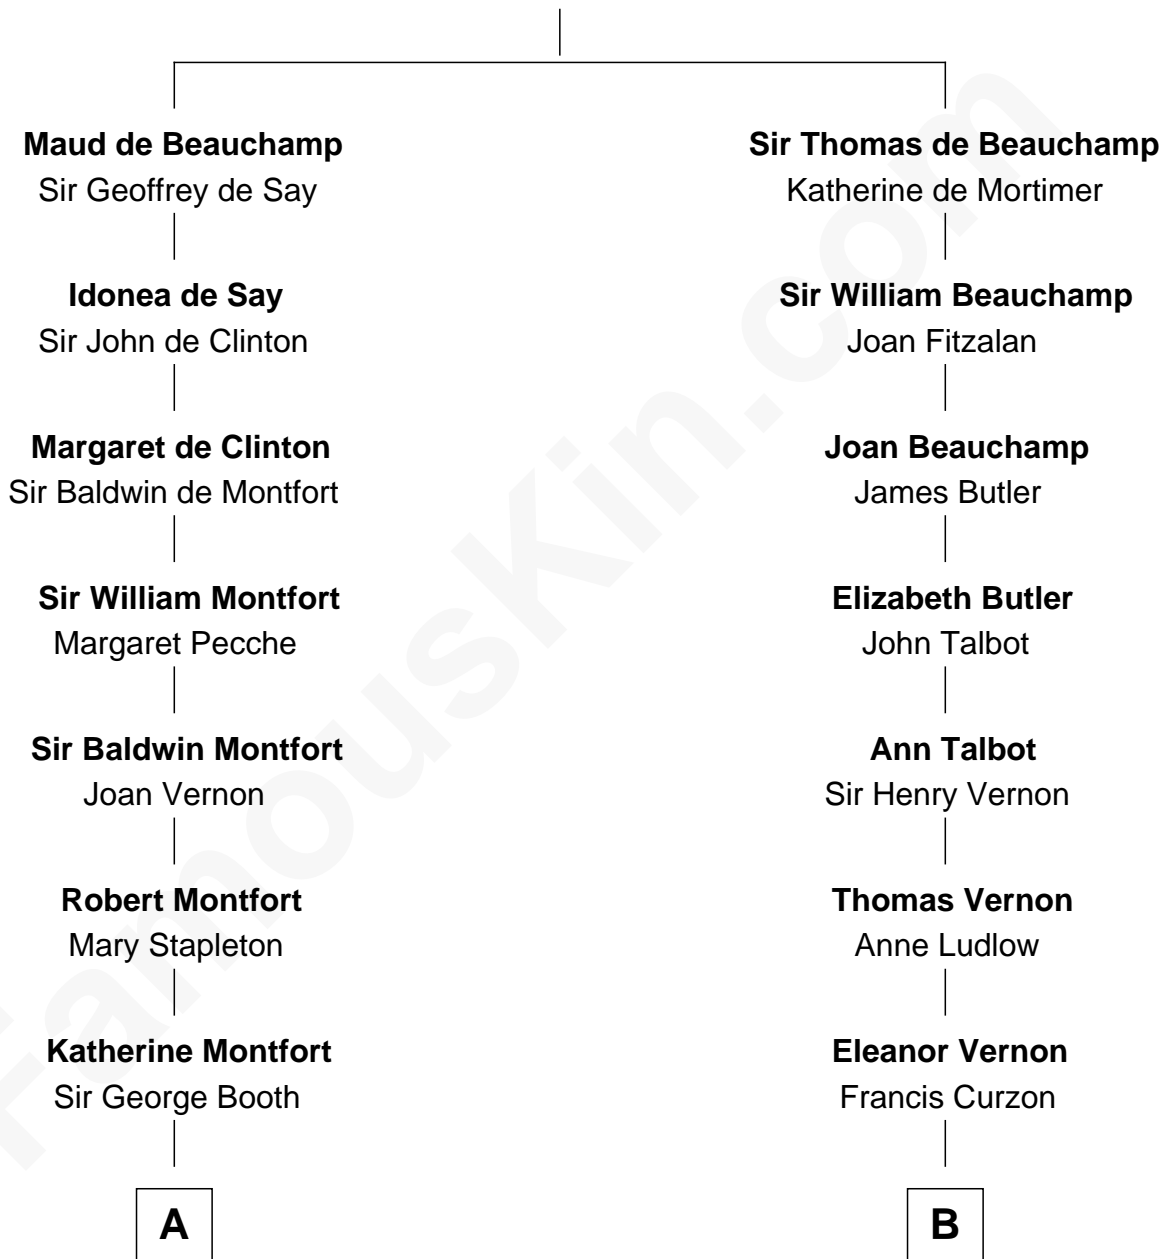 Maud de Beauchamp
Sir Geoffrey de Say
Idonea de Say
Sir John de Clinton
Margaret de Clinton
Sir Baldwin de Montfort
Sir William Montfort
Margaret Pecche
Sir Baldwin Montfort
Joan Vernon
Robert Montfort
Mary Stapleton
Katherine Montfort
Sir George Booth
A
Sir Thomas de Beauchamp
Katherine de Mortimer
Sir William Beauchamp
Joan Fitzalan
Joan Beauchamp
James Butler
Elizabeth Butler
John Talbot
Ann Talbot
Sir Henry Vernon
Thomas Vernon
Anne Ludlow
Eleanor Vernon
Francis Curzon
B
FamousKin.com